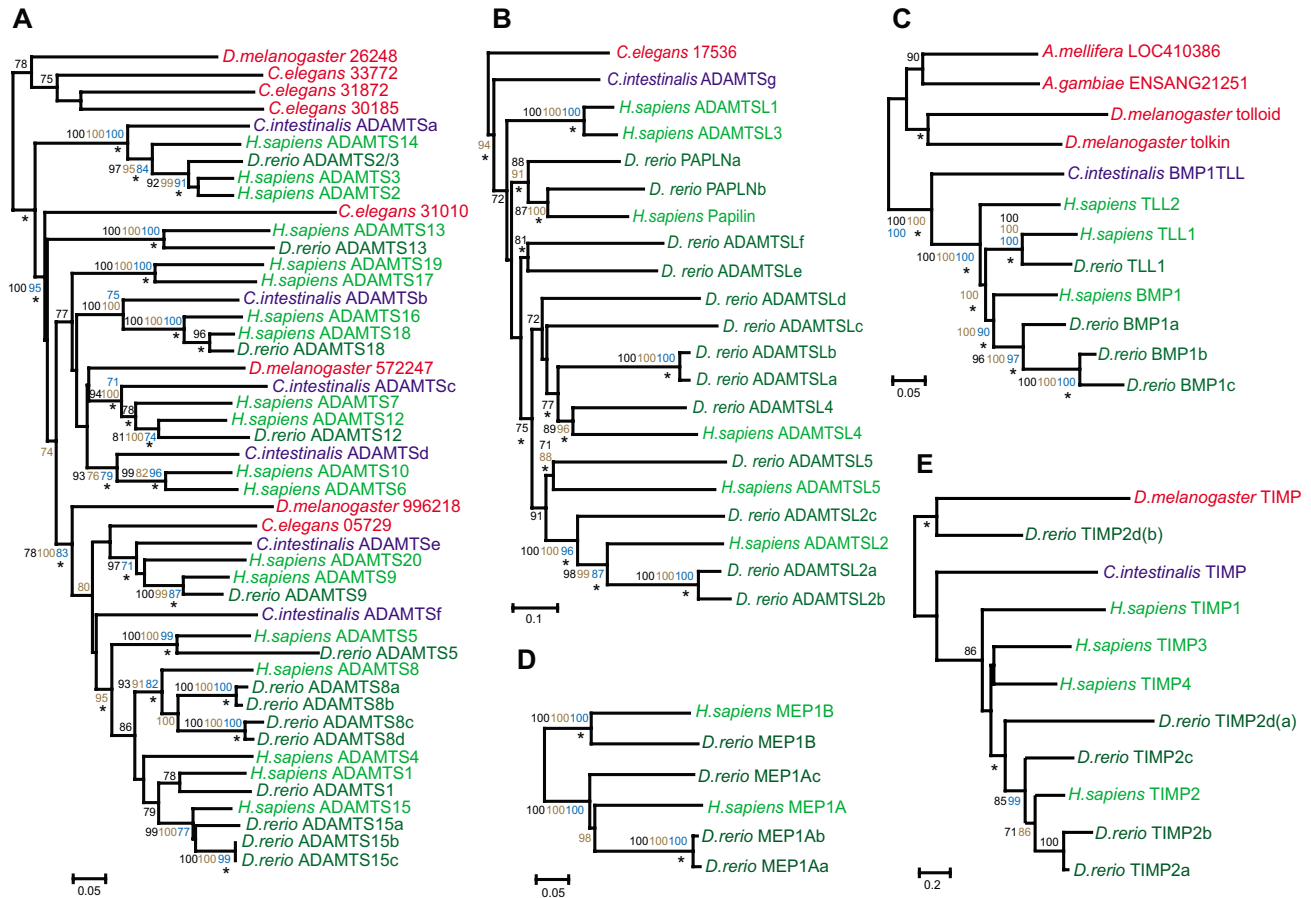 A
78
D.melanogaster 26248
75
C.elegans 33772
C.elegans 31872
C.elegans 30185
100 100 100
C.intestinalis ADAMTSa
*
H.sapiens ADAMTS14
97 95 84
*
D.rerio ADAMTS2/3
92 99 91
*
H.sapiens ADAMTS3
H.sapiens ADAMTS2
*
C.elegans 31010
100 100 100
H.sapiens ADAMTS13
*
D.rerio ADAMTS13
100 100 100
H.sapiens ADAMTS19
*
H.sapiens ADAMTS17
100 95
*
75
100 100
C.intestinalis ADAMTSb
77
100 100 100
*
H.sapiens ADAMTS16
96
*
H.sapiens ADAMTS18
D.rerio ADAMTS18
D.melanogaster 572247
71
94 100
*
C.intestinalis ADAMTSc
78
*
H.sapiens ADAMTS7
H.sapiens ADAMTS12
81 100 74
*
D.rerio ADAMTS12
74
C.intestinalis ADAMTSd
93 76 79
*
99 82 96
*
H.sapiens ADAMTS10
H.sapiens ADAMTS6
D.melanogaster 996218
78 100 83
*
C.elegans 05729
C.intestinalis ADAMTSe
97 71
*
H.sapiens ADAMTS20
80
H.sapiens ADAMTS9
100 99 87
*
D.rerio ADAMTS9
C.intestinalis ADAMTSf
100 100 99
*
H.sapiens ADAMTS5
D.rerio ADAMTS5
95
*
93 91 82
*
H.sapiens ADAMTS8
100 100 100
*
D.rerio ADAMTS8a
D.rerio ADAMTS8b
100
100 100 100
*
D.rerio ADAMTS8c
D.rerio ADAMTS8d
86
H.sapiens ADAMTS4
78
H.sapiens ADAMTS1
D.rerio ADAMTS1
79
H.sapiens ADAMTS15
99 100 77
D.rerio ADAMTS15a
D.rerio ADAMTS15b
100 100 99
*
D.rerio ADAMTS15c
0.05
B
C.elegans 17536
C.intestinalis ADAMTSg
100 100 100
*
H.sapiens ADAMTSL1
H.sapiens ADAMTSL3
94
*
88
91
*
D. rerio PAPLNa
72
D. rerio PAPLNb
87 100
*
H.sapiens Papilin
81
*
D. rerio ADAMTSLf
D. rerio ADAMTSLe
D. rerio ADAMTSLd
72
D. rerio ADAMTSLc
100 100 100
*
D. rerio ADAMTSLb
D. rerio ADAMTSLa
77
*
D. rerio ADAMTSL4
89 96
*
H.sapiens ADAMTSL4
75
*
71
88
*
D. rerio ADAMTSL5
H.sapiens ADAMTSL5
91
D. rerio ADAMTSL2c
100 100 96
*
H.sapiens ADAMTSL2
98 99 87
*
100 100 100
*
D. rerio ADAMTSL2a
D. rerio ADAMTSL2b
0.1
C
90
A.mellifera LOC410386
A.gambiae ENSANG21251
D.melanogaster tolloid
*
D.melanogaster tolkin
C.intestinalis BMP1TLL
100 100
100
*
H.sapiens TLL2
100
100
100
*
H.sapiens TLL1
100 100 100
*
D.rerio TLL1
100
*
H.sapiens BMP1
100 90
*
D.rerio BMP1a
96 100 97
*
D.rerio BMP1b
100 100 100
*
D.rerio BMP1c
0.05
D
100 100 100
*
H.sapiens MEP1B
D.rerio MEP1B
D.rerio MEP1Ac
100 100 100
H.sapiens MEP1A
98
100 100 100
*
D.rerio MEP1Ab
D.rerio MEP1Aa
0.05
E
D.melanogaster TIMP
*
D.rerio TIMP2d(b)
C.intestinalis TIMP
H.sapiens TIMP1
86
H.sapiens TIMP3
H.sapiens TIMP4
D.rerio TIMP2d(a)
*
D.rerio TIMP2c
85 99
H.sapiens TIMP2
71 86
100
D.rerio TIMP2b
D.rerio TIMP2a
0.2